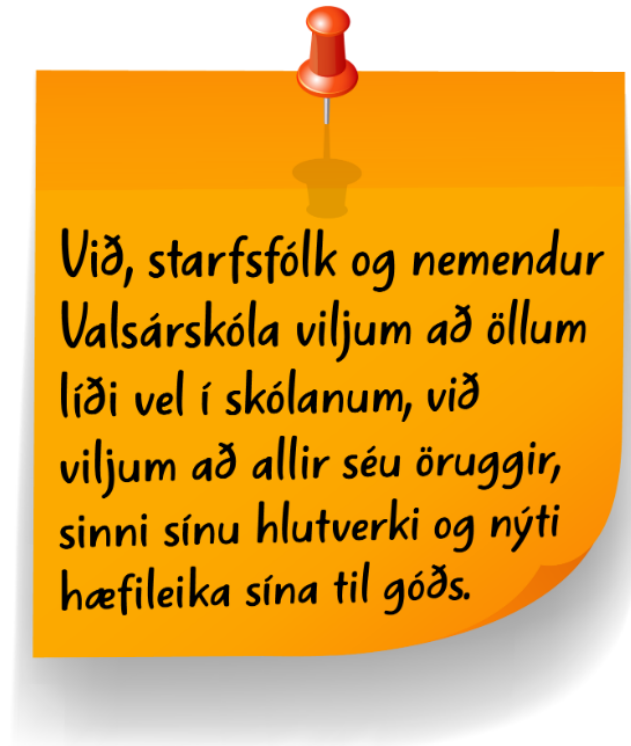 Við, starfsfólk og nemendur
Valsárskóla viljum að öllum
líði vel í skólanum, við
viljum að allir séu öruggir,
sinni sínu hlutverki og nýti
hæfileika sína til góðs.